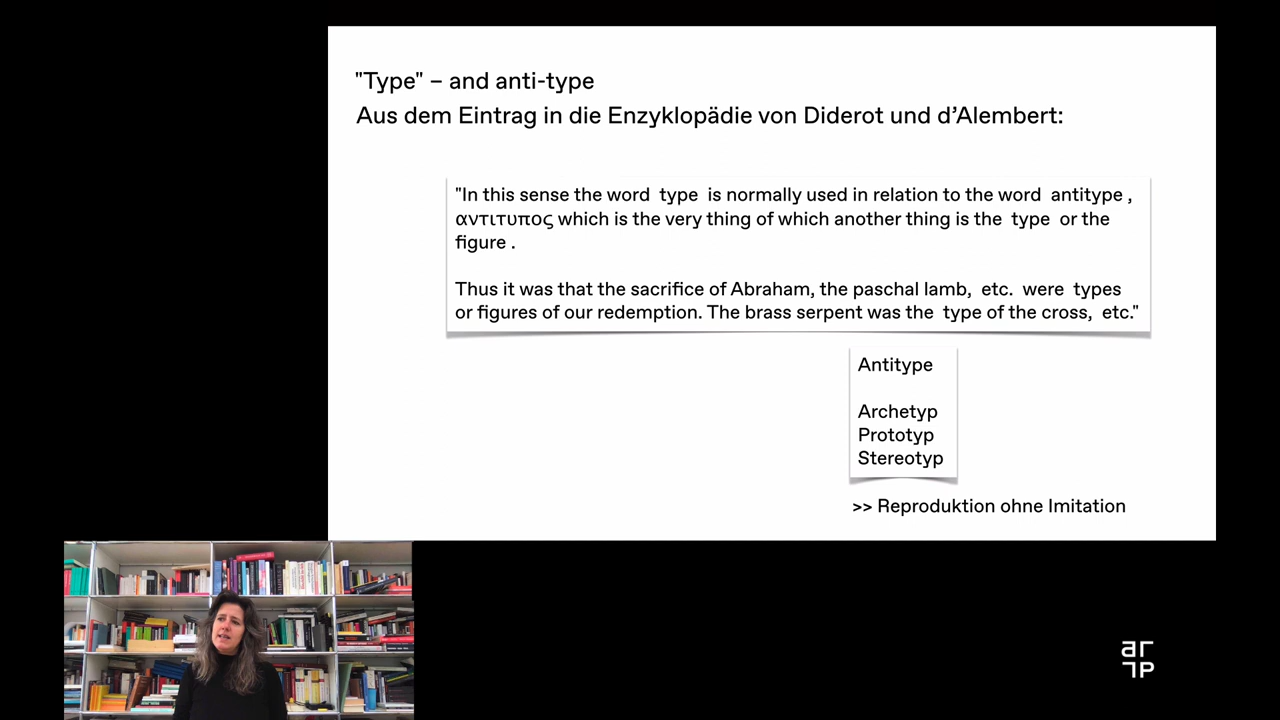 "Type" – and anti-type
Aus dem Eintrag in die Enzyklopädie von Diderot und d’Alembert:
"In this sense the word type is normally used in relation to the word antitype ,
αντιτυπος which is the very thing of which another thing is the type or the
figure .
Thus it was that the sacrifice of Abraham, the paschal lamb, etc. were types
or figures of our redemption. The brass serpent was the type of the cross, etc."
Antitype
Archetyp
Prototyp
Stereotyp
>> Reproduktion ohne Imitation